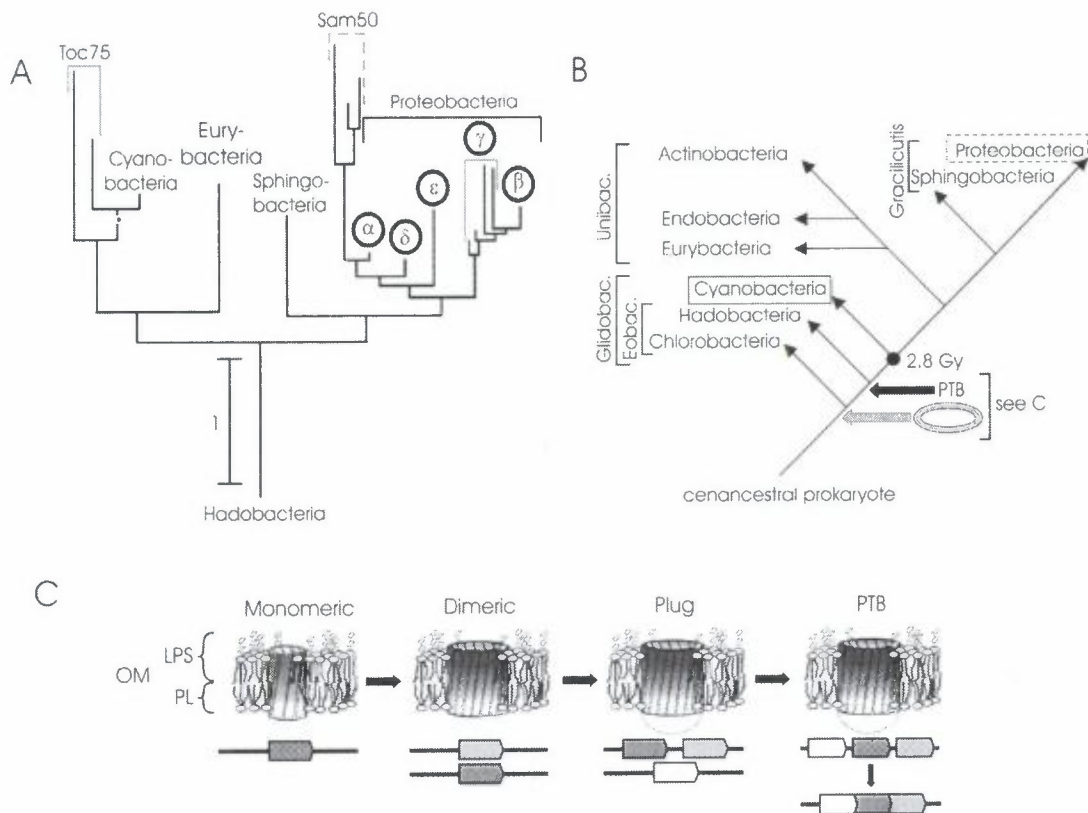 A
Toc75
Cyano-
bacteria
Eury-
bacteria
Sphingo-
bacteria
Sam50
Proteobacteria
α
δ
ε
γ
β
1
Hadobacteria
B
Unibac.
Actinobacteria
Endobacteria
Eurybacteria
Glidobac.
Eobac.
Cyanobacteria
Hadobacteria
Chlorobacteria
Gracilicutis
Proteobacteria
Sphingobacteria
2.8 Gy
PTB
see C
cenancestral prokaryote
C
Monomeric
Dimeric
Plug
PTB
OM
LPS
PL